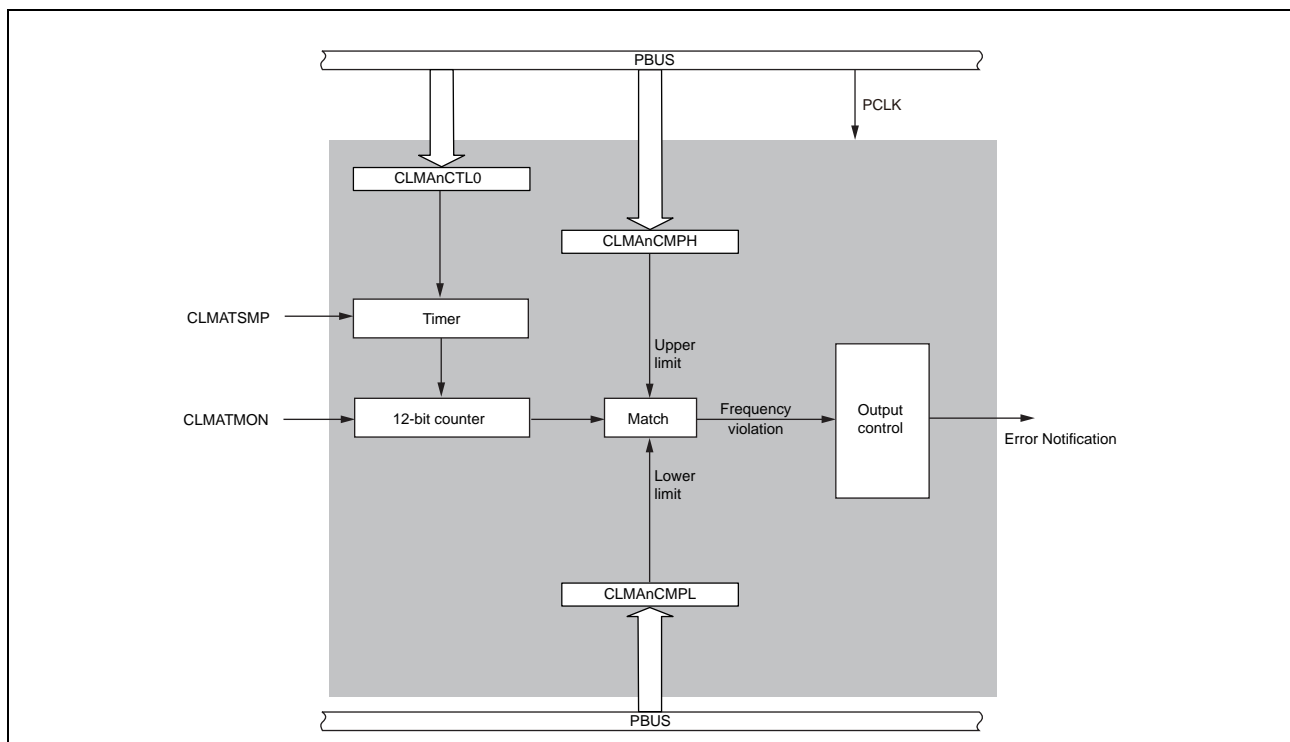 PBUS
PCLK
CLMAnCTL0
CLMAnCMPH
CLMATSMP
Timer
Upper
limit
CLMATMON
12-bit counter
Match
Frequency
violation
Output
control
Error Notification
Lower
limit
CLMAnCMPL
PBUS